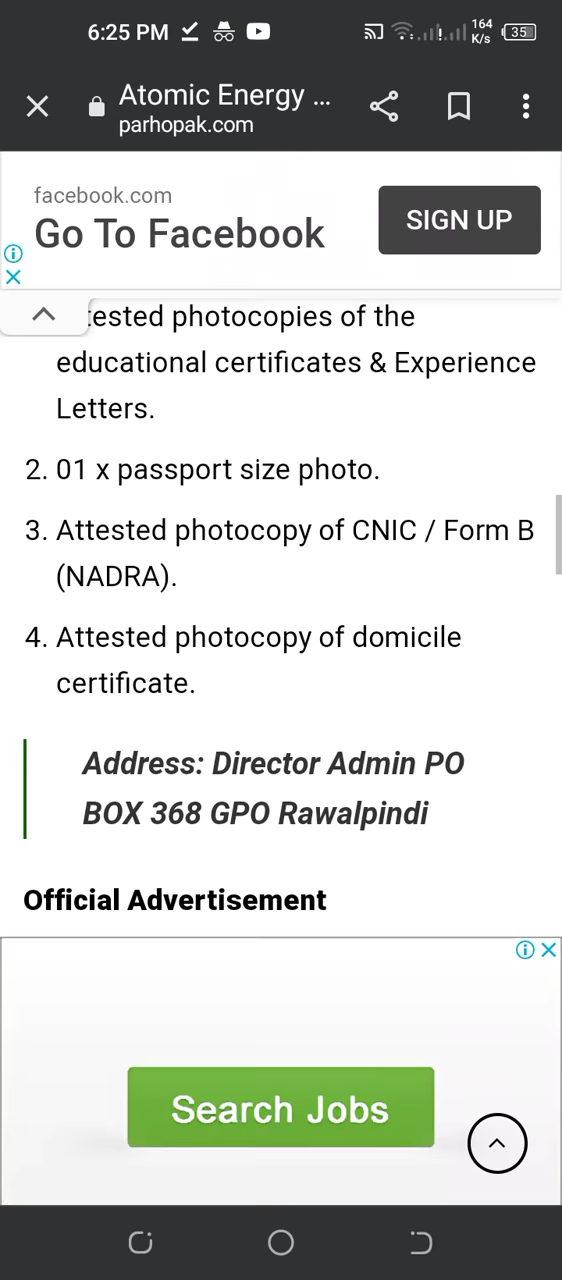 6:25 PM
164
K/s
35
Atomic Energy ...
parhopak.com
facebook.com
Go To Facebook
SIGN UP
tested photocopies of the
educational certificates & Experience
Letters.
2. 01 x passport size photo.
3. Attested photocopy of CNIC / Form B
(NADRA).
4. Attested photocopy of domicile
certificate.
Address: Director Admin PO
BOX 368 GPO Rawalpindi
Official Advertisement
Search Jobs